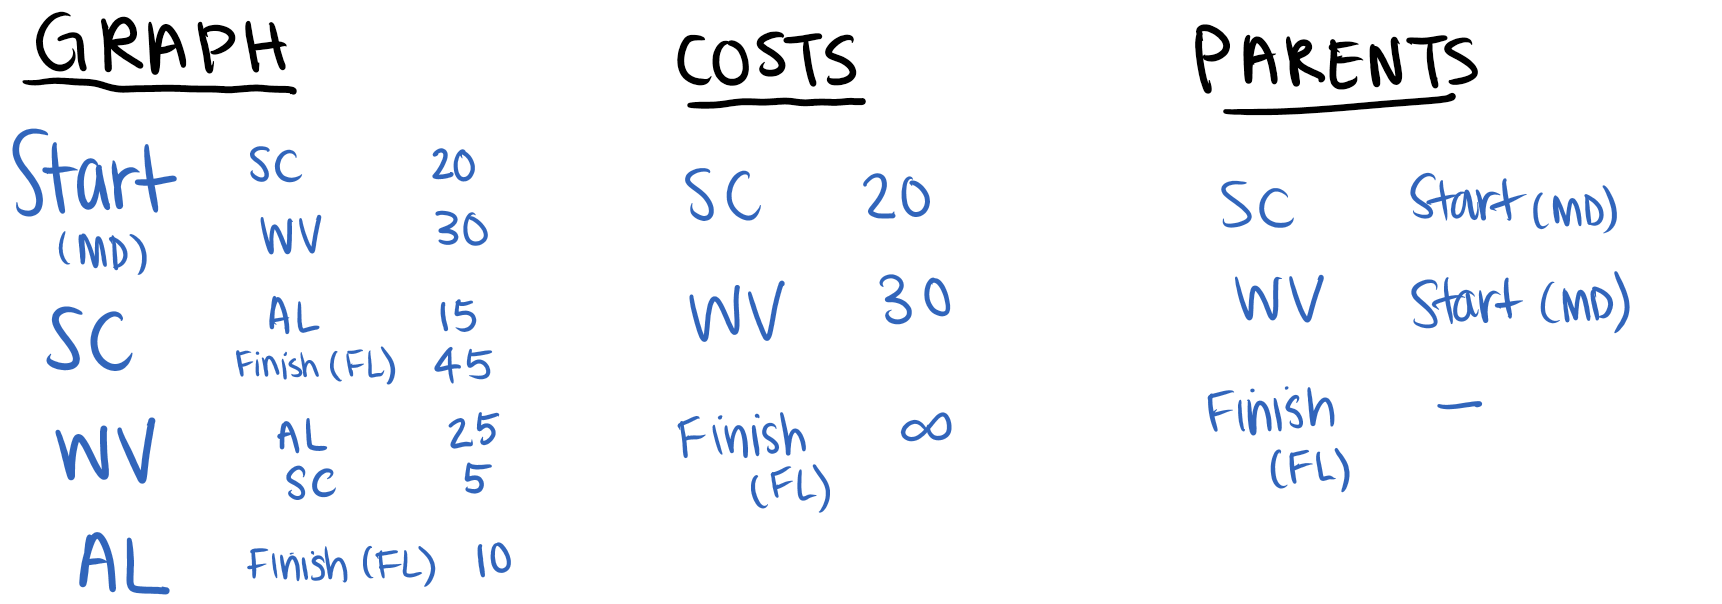 GRAPH
Start SC 20
(MD) WV 30
SC AL 15
Finish (FL) 45
WV AL 25
SC 5
AL Finish (FL) 10
COSTS
SC 20
WV 30
Finish ∞
(FL)
PARENTS
SC Start (MD)
WV Start (MD)
Finish —
(FL)